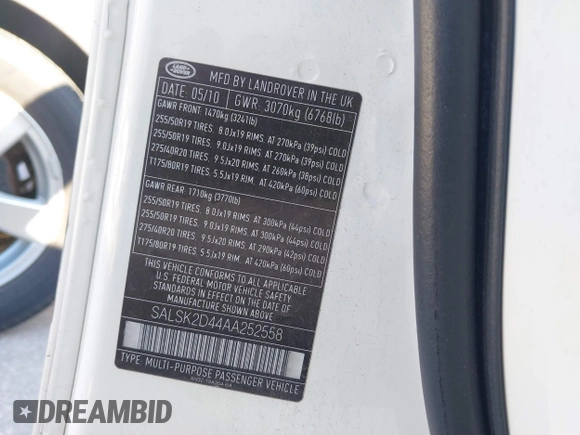 LAND ROVER
MFD BY LANDROVER IN THE UK
DATE: 05/10 GWR: 3070kg (6768lb)
GAWR FRONT: 1470kg (3241lb)
255/50R19 TIRES. 8.0Jx19 RIMS. AT 270kPa (39psi) COLD
255/50R19 TIRES. 9.0Jx19 RIMS. AT 270kPa (39psi) COLD
275/40R20 TIRES. 9.5Jx20 RIMS. AT 260kPa (38psi) COLD
T175/80R19 TIRES. 5.5Jx19 RIMS. AT 420kPa (60psi) COLD
GAWR REAR: 1710kg (3770lb)
255/50R19 TIRES. 8.0Jx19 RIMS. AT 300kPa (44psi) COLD
255/50R19 TIRES. 9.0Jx19 RIMS. AT 300kPa (44psi) COLD
275/40R20 TIRES. 9.5Jx20 RIMS. AT 290kPa (42psi) COLD
T175/80R19 TIRES. 5.5Jx19 RIMS. AT 420kPa (60psi) COLD
THIS VEHICLE CONFORMS TO ALL APPLICABLE
U.S. FEDERAL MOTOR VEHICLE SAFETY
STANDARDS IN EFFECT ON THE DATE OF
MANUFACTURE SHOWN ABOVE.
SALSK2D44AA252558
TYPE: MULTI-PURPOSE PASSENGER VEHICLE
DREAMBID